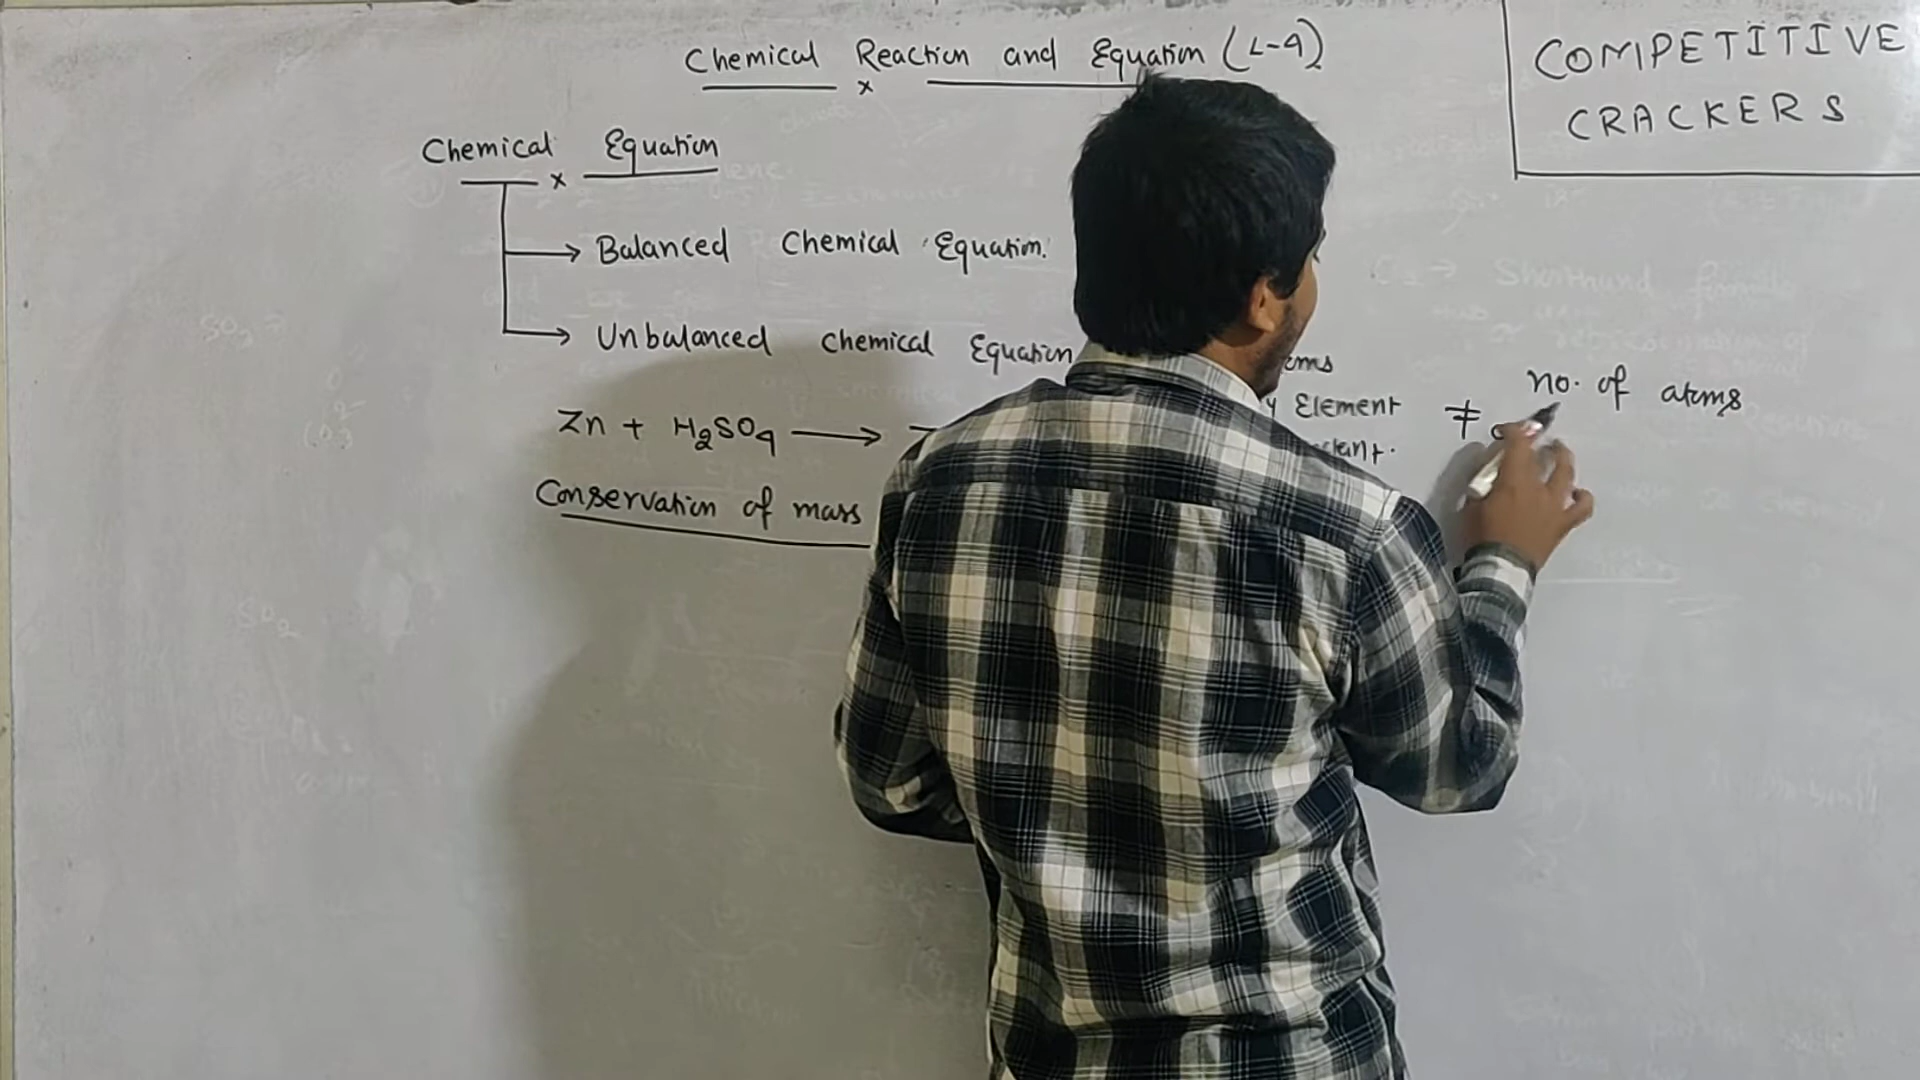 Chemical Reaction and Equation (L-4)
COMPETITIVE
CRACKERS
Chemical Equation
Balanced Chemical Equation.
Unbalanced chemical Equation
no. of atoms
Element ≠
Zn + H₂SO₄ →
Conservation of mass